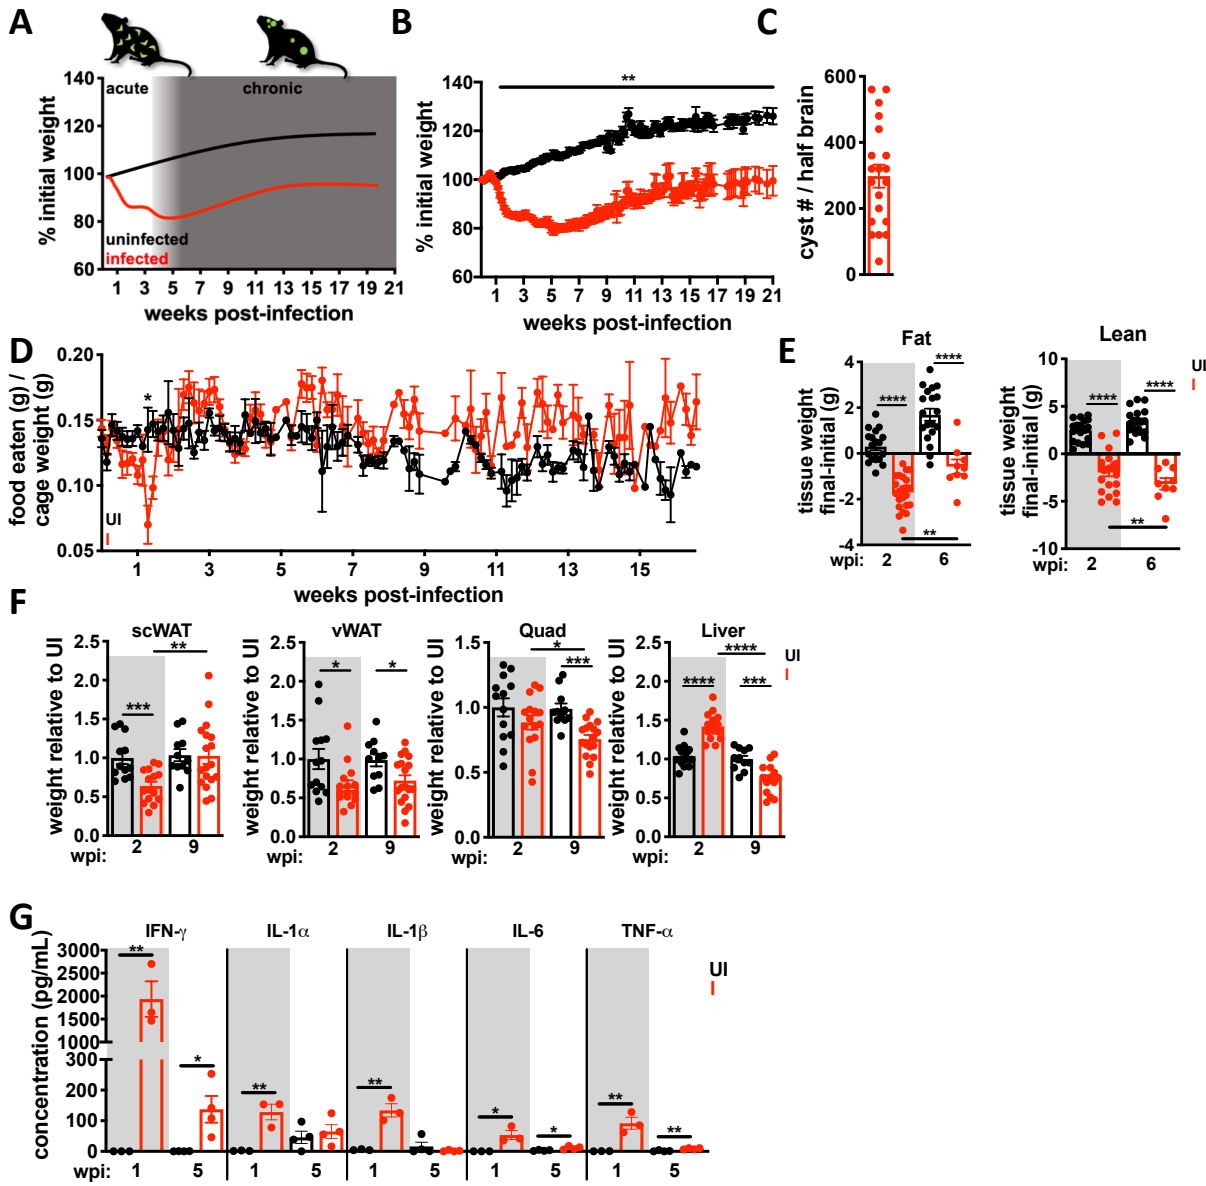 A
B
C
140
120
100
80
60
% initial weight
acute
chronic
uninfected
infected
1 3 5 7 9 11 13 15 17 19 21
weeks post-infection
**
140
120
100
80
60
% initial weight
1 3 5 7 9 11 13 15 17 19 21
weeks post-infection
600
400
200
0
cyst # / half brain
D
0.20
0.15
0.10
0.05
food eaten (g) /
cage weight (g)
*
UI
I
1 3 5 7 9 11 13 15
weeks post-infection
E
Fat
4
2
0
-2
-4
tissue weight
final-initial (g)
****
****
**
wpi: 2 6
Lean
10
5
0
-5
-10
tissue weight
final-initial (g)
****
****
**
wpi: 2 6
UI
I
F
scWAT
2.5
2.0
1.5
1.0
0.5
0.0
weight relative to UI
***
**
wpi: 2 9
vWAT
2.5
2.0
1.5
1.0
0.5
0.0
weight relative to UI
*
*
2 9
Quad
1.5
1.0
0.5
0.0
weight relative to UI
*
***
wpi: 2 9
Liver
2.5
2.0
1.5
1.0
0.5
0.0
weight relative to UI
****
****
***
wpi: 2 9
UI
I
G
IFN-γ IL-1α IL-1β IL-6 TNF-α
3000
2500
2000
1500
1000
300
200
100
0
concentration (pg/mL)
**
*
**
**
*
*
**
**
wpi: 1 5 1 5 1 5 1 5 1 5
UI
I